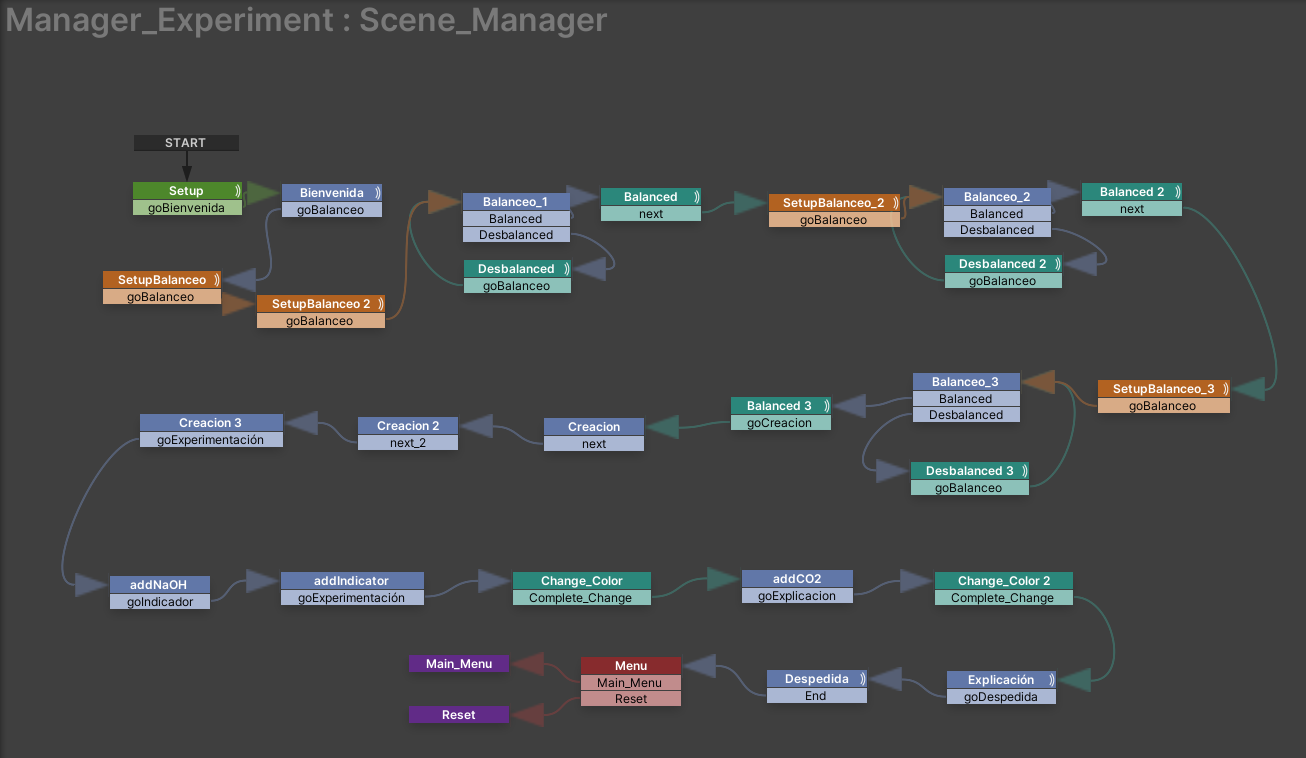 Manager_Experiment : Scene_Manager
START
Setup
goBienvenida
Bienvenida
goBalanceo
SetupBalanceo
goBalanceo
SetupBalanceo 2
goBalanceo
Balanceo_1
Balanced
Desbalanced
Balanced
next
Desbalanced
goBalanceo
SetupBalanceo_2
goBalanceo
Balanceo_2
Balanced
Desbalanced
Balanced 2
next
Desbalanced 2
goBalanceo
SetupBalanceo_3
goBalanceo
Balanceo_3
Balanced
Desbalanced
Desbalanced 3
goBalanceo
Balanced 3
goCreacion
Creacion
next
Creacion 2
next_2
Creacion 3
goExperimentación
addNaOH
goIndicador
addIndicator
goExperimentación
Change_Color
Complete_Change
addCO2
goExplicacion
Change_Color 2
Complete_Change
Explicación
goDespedida
Despedida
End
Menu
Main_Menu
Reset
Main_Menu
Reset